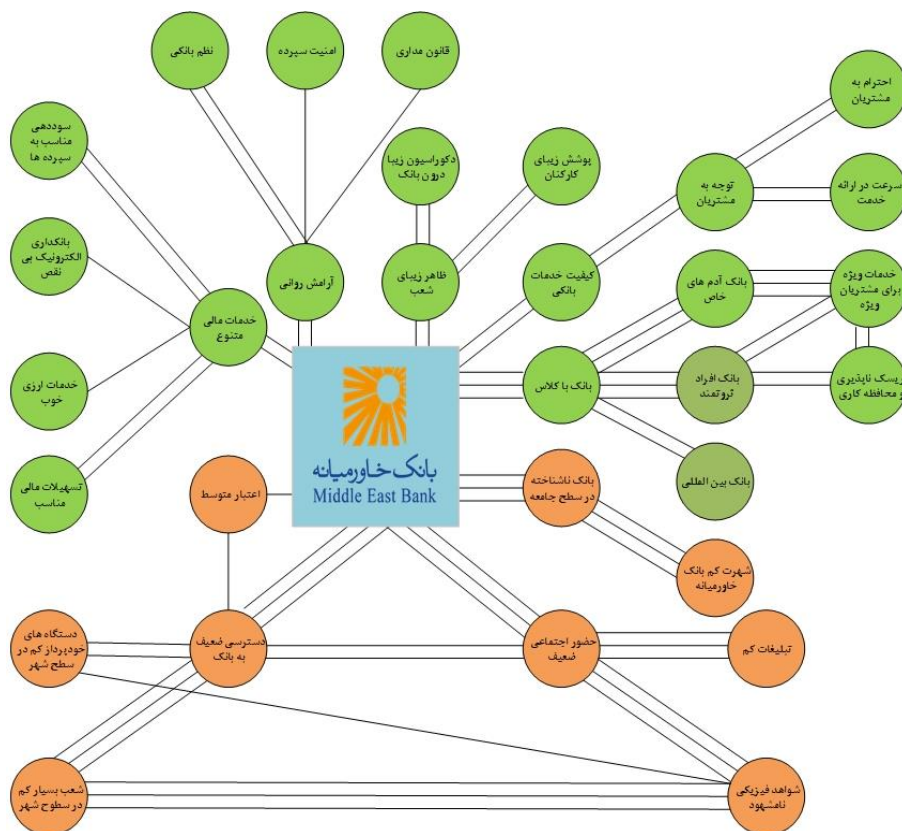 نظم بانکی
امنیت سپرده
قانون مداری
احترام به
مشتریان
سوددهی
مناسب به
سپرده ها
دکوراسیون زیبا
درون بانک
پوشش زیبای
کارکنان
توجه به
مشتریان
سرعت در ارائه
خدمت
بانکداری
الکترونیک بی
نقص
آرامش روانی
ظاهر زیبای
شعب
کیفیت خدمات
بانکی
بانک آدم های
خاص
خدمات ویژه
برای مشتریان
ویژه
خدمات مالی
متنوع
خدمات ارزی
خوب
بانک با کلاس
بانک افراد
ثروتمند
ریسک ناپذیری
و محافظه کاری
بانک خاورمیانه
Middle East Bank
تسهیلات مالی
مناسب
اعتبار متوسط
بانک ناشناخته
در سطح جامعه
بانک بین المللی
شهرت کم بانک
خاورمیانه
دستگاه های
خودپرداز کم در
سطح شهر
دسترسی ضعیف
به بانک
حضور اجتماعی
ضعیف
تبلیغات کم
شعب بسیار کم
در سطوح شهر
شواهد فیزیکی
نامشهود